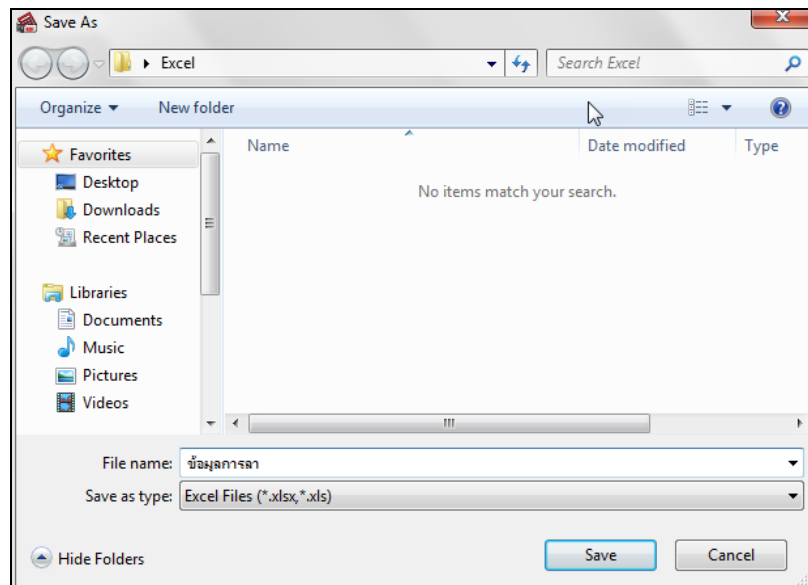 Save As
Excel
Search Excel
Organize
New folder
Favorites
Desktop
Downloads
Recent Places
Libraries
Documents
Music
Pictures
Videos
Name
Date modified
Type
No items match your search.
File name: ข้อมูลการลา
Save as type: Excel Files (*.xlsx,*.xls)
Hide Folders
Save
Cancel